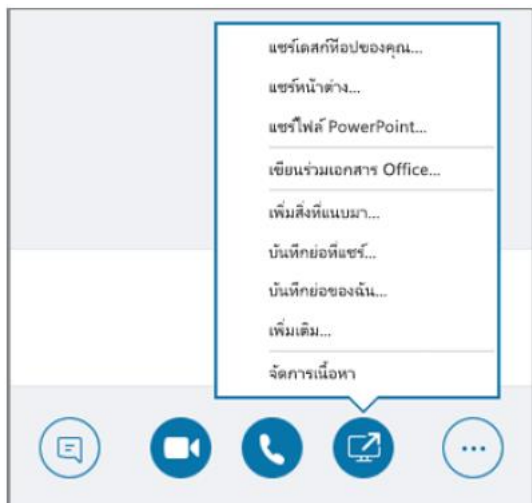 แชร์เดสก์ท็อปของคุณ...
แชร์หน้าต่าง...
แชร์ไฟล์ PowerPoint...
เขียนร่วมเอกสาร Office...
เพิ่มสิ่งที่แนบมา...
บันทึกย่อที่แชร์...
บันทึกย่อของฉัน...
เพิ่มเติม...
จัดการเนื้อหา